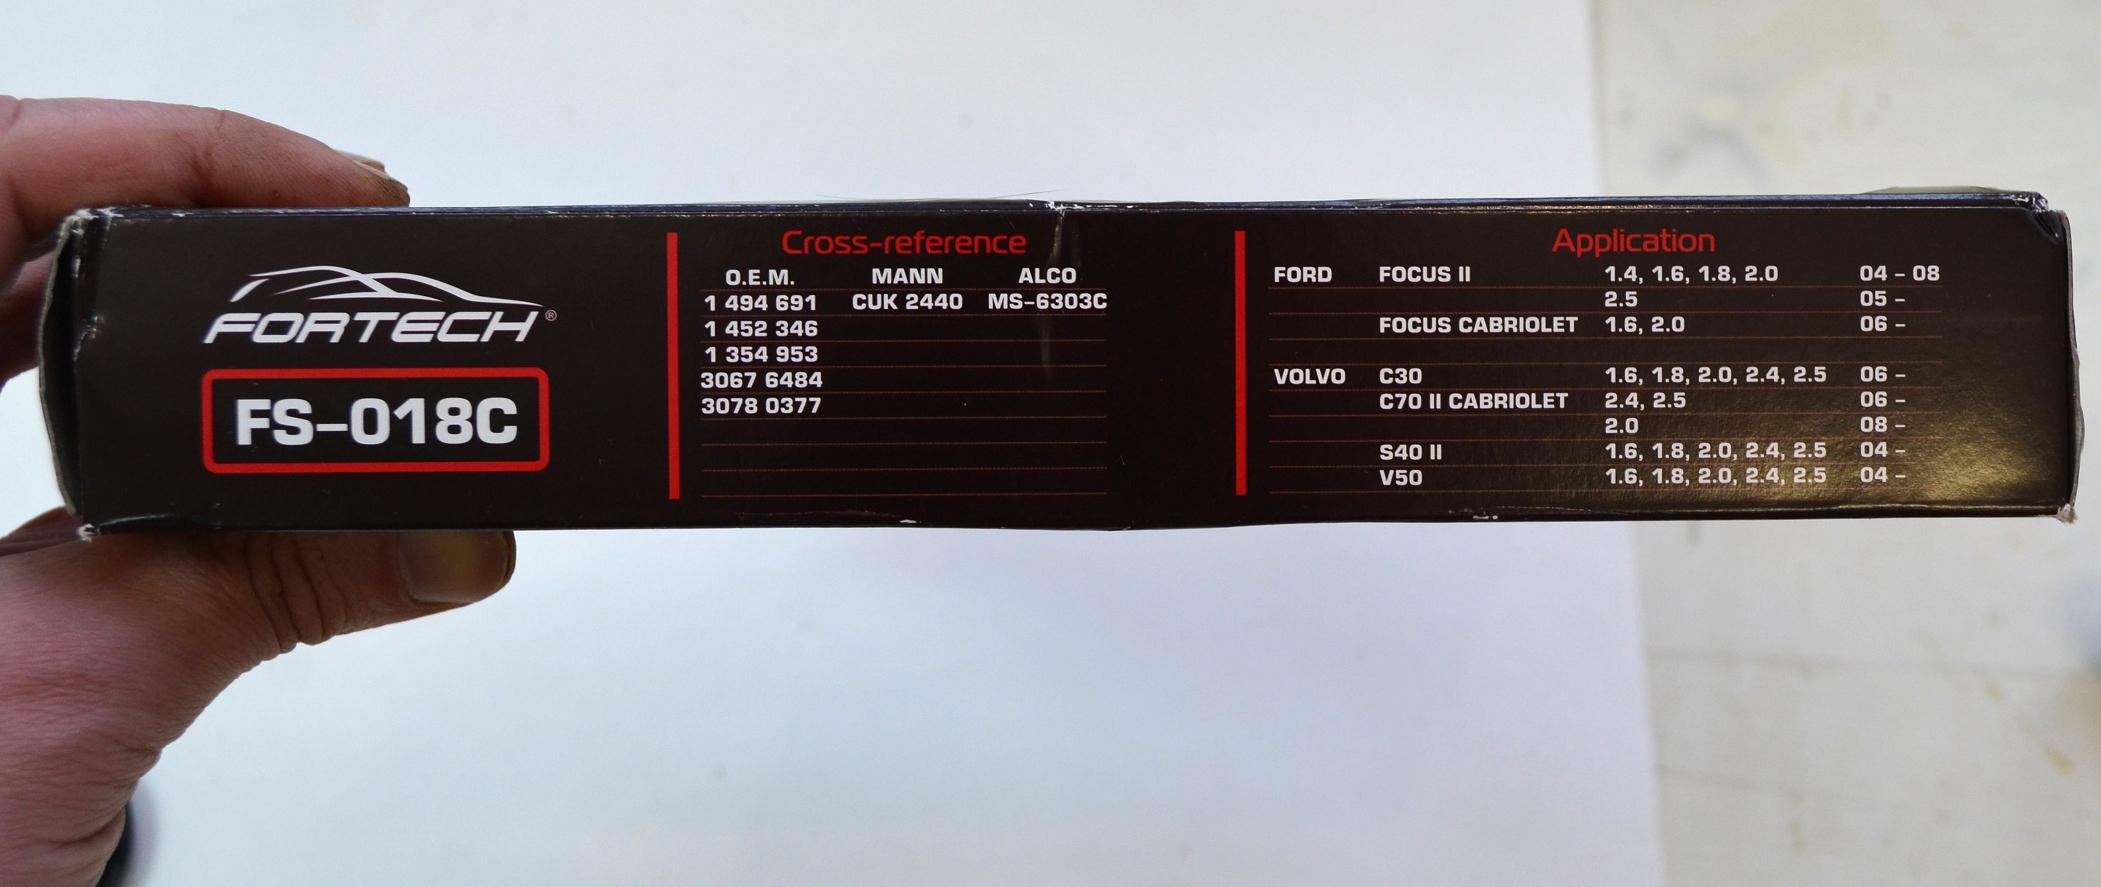 FORTECH®
FS-018C
Cross-reference
O.E.M. MANN ALCO
1 494 691 CUK 2440 MS-6303C
1 452 346
1 354 953
3067 6484
3078 0377
Application
FORD FOCUS II 1.4, 1.6, 1.8, 2.0 04 - 08
2.5 05 -
FOCUS CABRIOLET 1.6, 2.0 06 -
VOLVO C30 1.6, 1.8, 2.0, 2.4, 2.5 06 -
C70 II CABRIOLET 2.4, 2.5 06 -
2.0 08 -
S40 II 1.6, 1.8, 2.0, 2.4, 2.5 04 -
V50 1.6, 1.8, 2.0, 2.4, 2.5 04 -